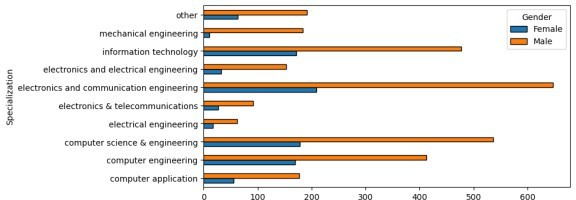 Specialization
other
mechanical engineering
information technology
electronics and electrical engineering
electronics and communication engineering
electronics & telecommunications
electrical engineering
computer science & engineering
computer engineering
computer application
0 100 200 300 400 500 600
Gender
Female
Male